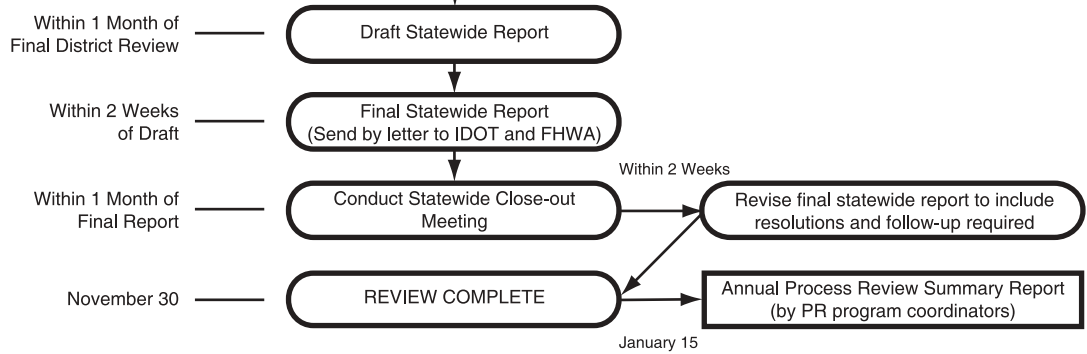 Within 1 Month of
Final District Review
Draft Statewide Report
Within 2 Weeks
of Draft
Final Statewide Report
(Send by letter to IDOT and FHWA)
Within 1 Month of
Final Report
Conduct Statewide Close-out
Meeting
Within 2 Weeks
Revise final statewide report to include
resolutions and follow-up required
November 30
REVIEW COMPLETE
Annual Process Review Summary Report
(by PR program coordinators)
January 15